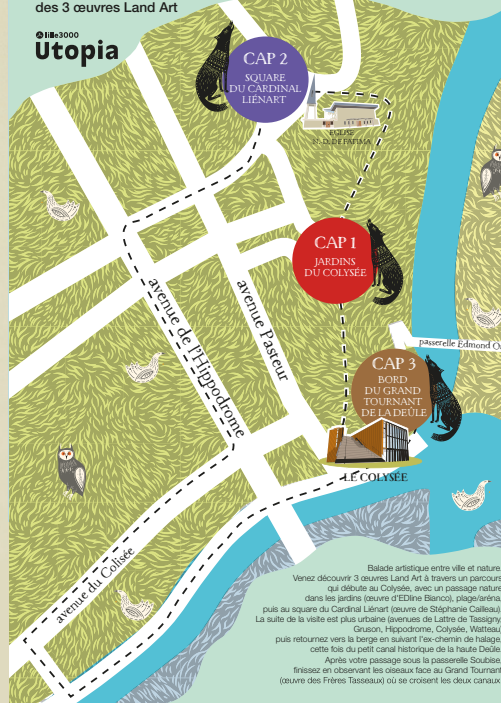 des 3 œuvres Land Art
lille3000
Utopia
CAP 2
SQUARE
DU CARDINAL
LIÉNART
ÉGLISE
N. D. DE FATIMA
CAP 1
JARDINS
DU COLYSÉE
avenue de l'Hippodrome
avenue Pasteur
passerelle Edmond
CAP 3
BORD
DU GRAND
TOURNANT
DE LA DEÛLE
LE COLYSÉE
avenue du Colisée
Balade artistique entre ville et nature.
Venez découvrir 3 œuvres Land Art à travers un parcours
qui débute au Colysée, avec un passage nature
dans les jardins (œuvre d'EDline Bianco), plage/aréna,
puis au square du Cardinal Liénart (œuvre de Stéphanie Cailleau).
La suite de la visite est plus urbaine (avenues de Lattre de Tassigny,
Gruson, Hippodrome, Colysée, Watteau)
puis retournez vers la berge en suivant l'ex-chemin de halage,
cette fois du petit canal historique de la haute Deûle.
Après votre passage sous la passerelle Soubise,
finissez en observant les oiseaux face au Grand Tournant
(œuvre des Frères Tasseaux) où se croisent les deux canaux.